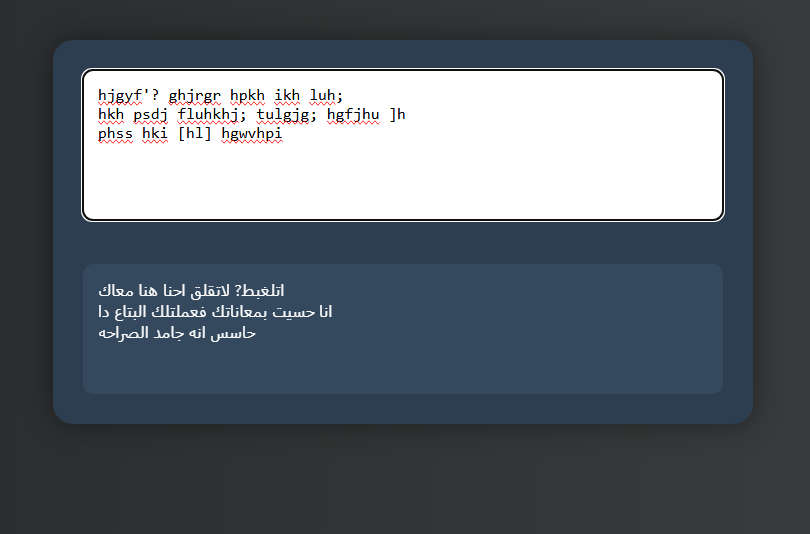 hjgyf'? ghjrgr hpkh ikh luh;
hkh psdj fluhkhj; tulgjg; hgfjhu ]h
phss hki [hl] hgwvhpi
اتلغبط? لاتقلق احنا هنا معاك
انا حسيت بمعاناتك فعملتلك البتاع دا
حاسس انه جامد الصراحه